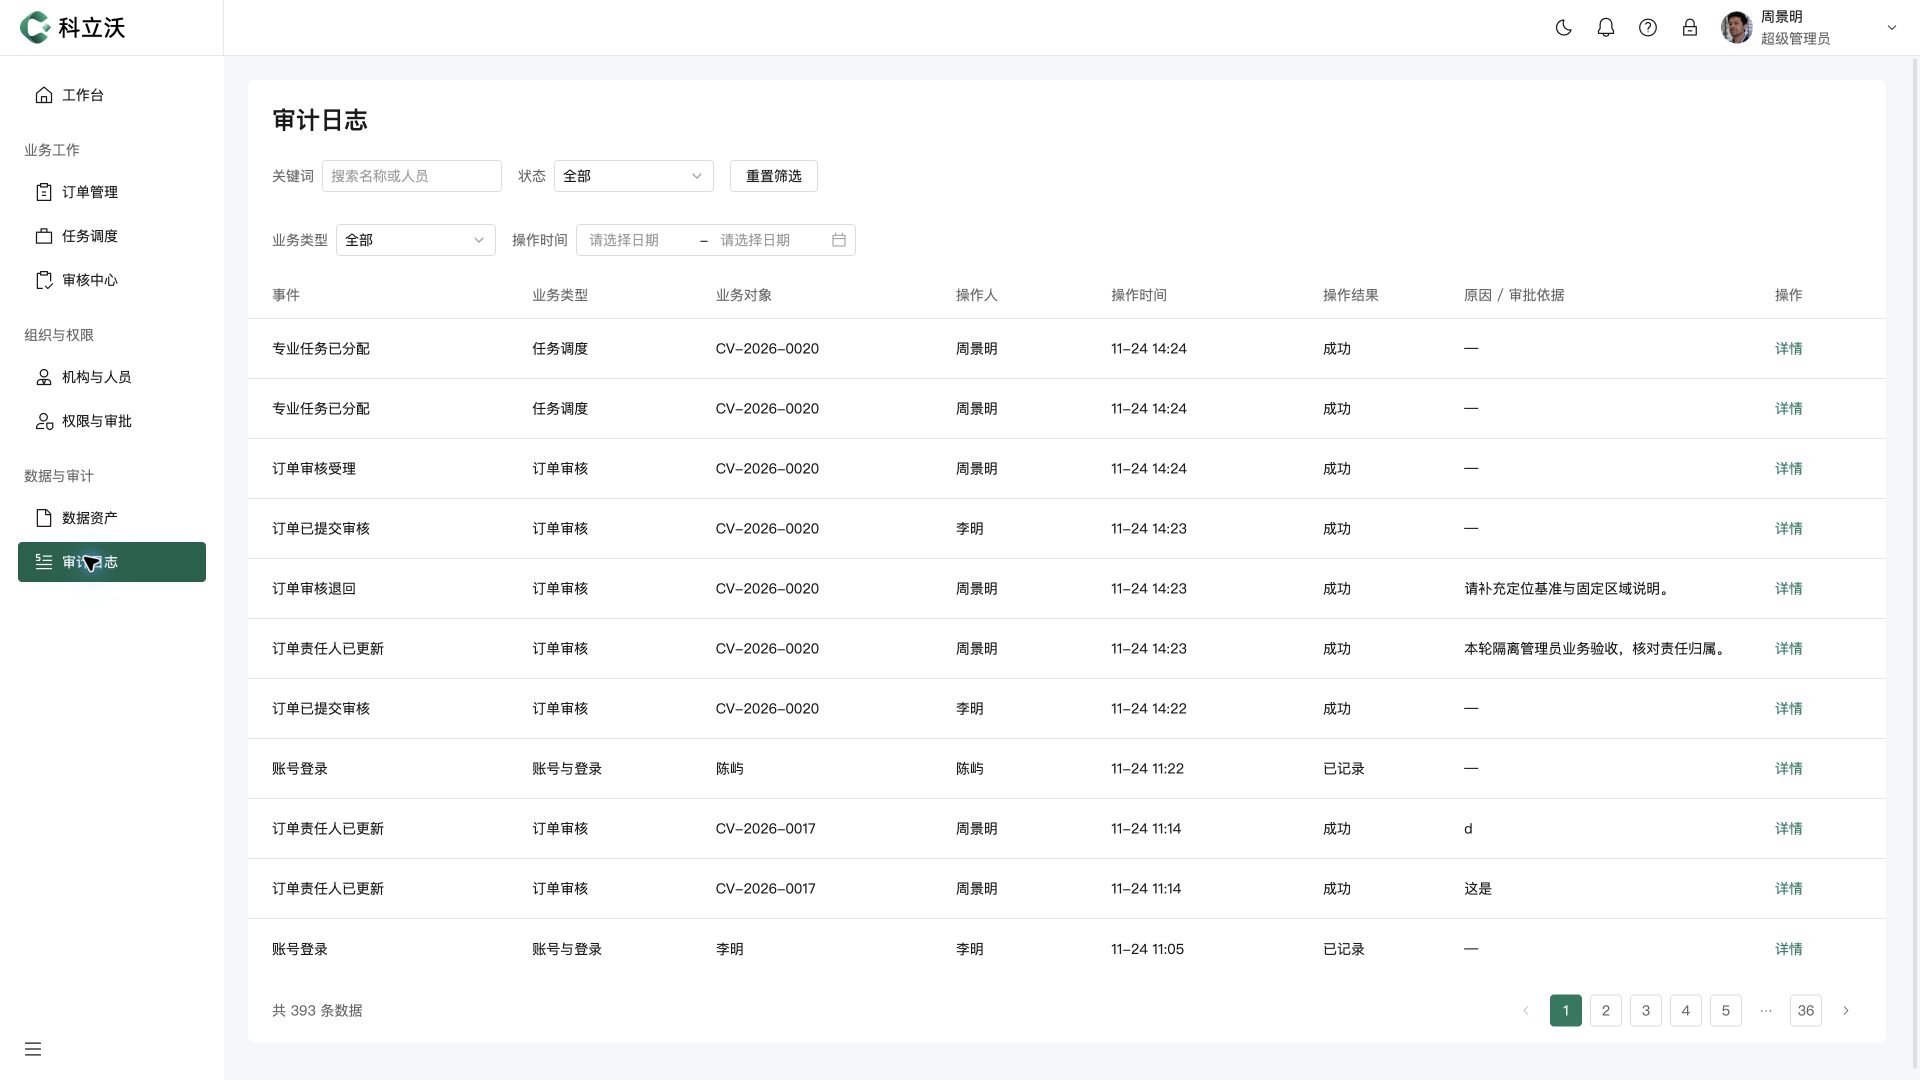 科立沃
周景明
超级管理员
工作台
业务工作
订单管理
任务调度
审核中心
组织与权限
机构与人员
权限与审批
数据与审计
数据资产
审计日志
审计日志
关键词 搜索名称或人员 状态 全部 重置筛选
业务类型 全部 操作时间 请选择日期 – 请选择日期
事件 业务类型 业务对象 操作人 操作时间 操作结果 原因 / 审批依据 操作
专业任务已分配 任务调度 CV-2026-0020 周景明 11-24 14:24 成功 — 详情
专业任务已分配 任务调度 CV-2026-0020 周景明 11-24 14:24 成功 — 详情
订单审核受理 订单审核 CV-2026-0020 周景明 11-24 14:24 成功 — 详情
订单已提交审核 订单审核 CV-2026-0020 李明 11-24 14:23 成功 — 详情
订单审核退回 订单审核 CV-2026-0020 周景明 11-24 14:23 成功 请补充定位基准与固定区域说明。 详情
订单责任人已更新 订单审核 CV-2026-0020 周景明 11-24 14:23 成功 本轮隔离管理员业务验收，核对责任归属。 详情
订单已提交审核 订单审核 CV-2026-0020 李明 11-24 14:22 成功 — 详情
账号登录 账号与登录 陈屿 陈屿 11-24 11:22 已记录 — 详情
订单责任人已更新 订单审核 CV-2026-0017 周景明 11-24 11:14 成功 d 详情
订单责任人已更新 订单审核 CV-2026-0017 周景明 11-24 11:14 成功 这是 详情
账号登录 账号与登录 李明 李明 11-24 11:05 已记录 — 详情
共 393 条数据 1 2 3 4 5 ··· 36